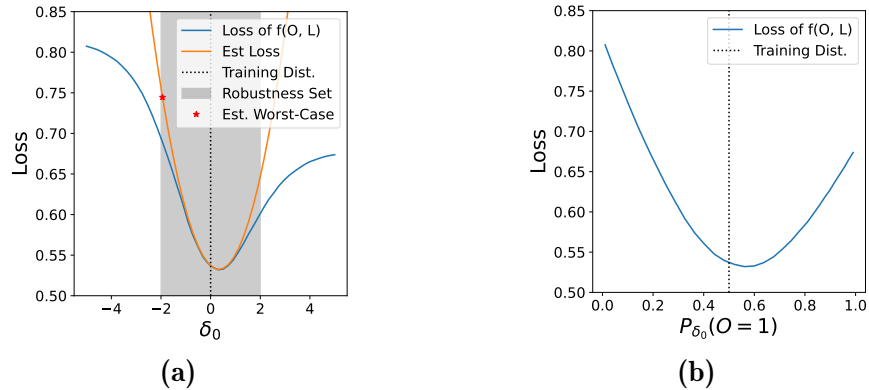 0.85
0.80
0.75
0.70
0.65
0.60
0.55
0.50
Loss
−4
−2
0
2
4
δ₀
Loss of f(O, L)
Est Loss
Training Dist.
Robustness Set
Est. Worst-Case
(a)
0.85
0.80
0.75
0.70
0.65
0.60
0.55
0.50
Loss
0.0
0.2
0.4
0.6
0.8
1.0
P_{δ₀}(O = 1)
Loss of f(O, L)
Training Dist.
(b)